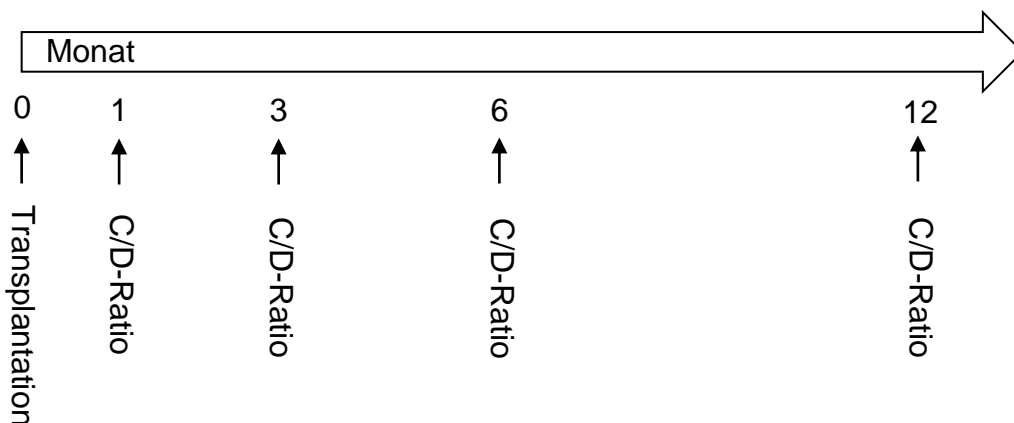 Monat
0 1 3 6 12
Transplantation
C/D-Ratio
C/D-Ratio
C/D-Ratio
C/D-Ratio